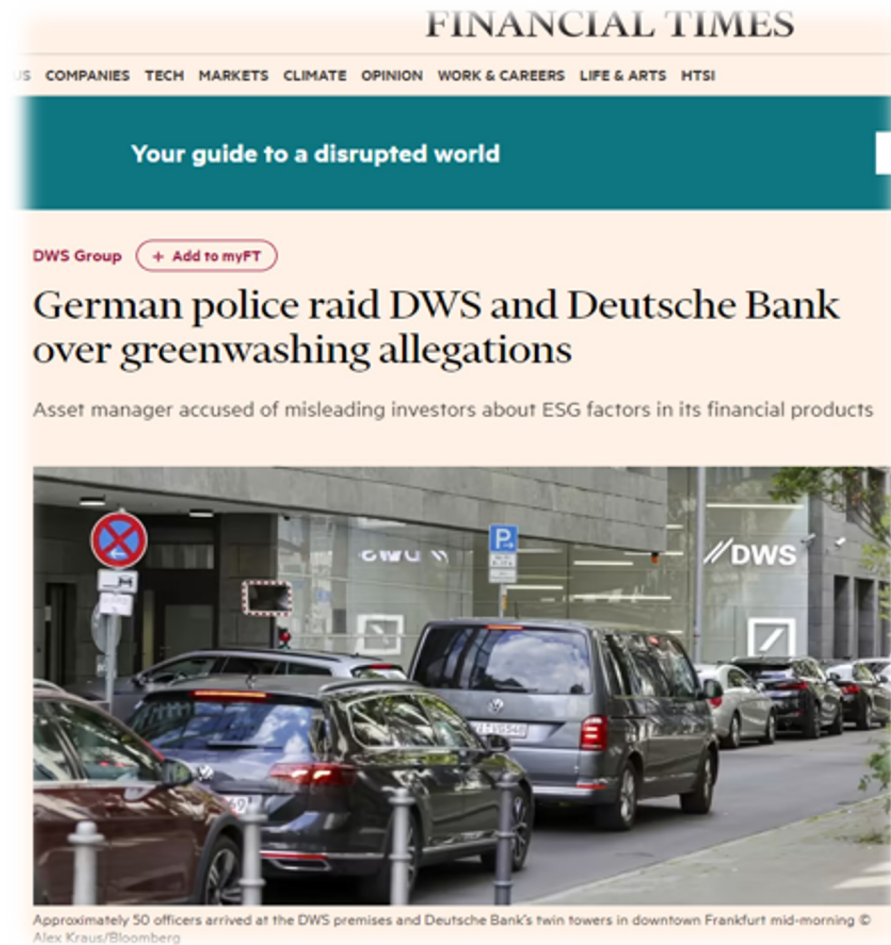 FINANCIAL TIMES
US COMPANIES TECH MARKETS CLIMATE OPINION WORK & CAREERS LIFE & ARTS HTSI
Your guide to a disrupted world
DWS Group + Add to myFT
German police raid DWS and Deutsche Bank
over greenwashing allegations
Asset manager accused of misleading investors about ESG factors in its financial products
P
DWS
Approximately 50 officers arrived at the DWS premises and Deutsche Bank's twin towers in downtown Frankfurt mid-morning ©
Alex Kraus/Bloomberg